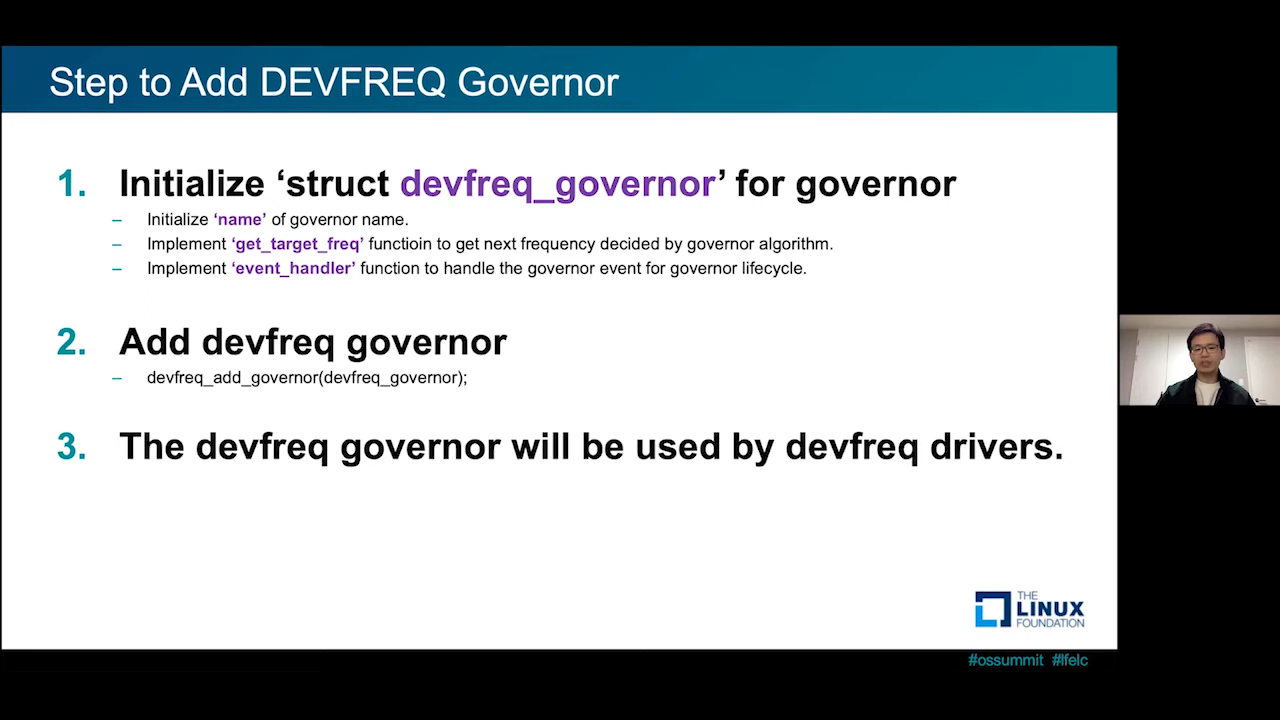 Step to Add DEVFREQ Governor
1. Initialize ‘struct devfreq_governor’ for governor
– Initialize ‘name’ of governor name.
– Implement ‘get_target_freq’ functioin to get next frequency decided by governor algorithm.
– Implement ‘event_handler’ function to handle the governor event for governor lifecycle.
2. Add devfreq governor
– devfreq_add_governor(devfreq_governor);
3. The devfreq governor will be used by devfreq drivers.
THE
LINUX
FOUNDATION
#ossummit #lfelc